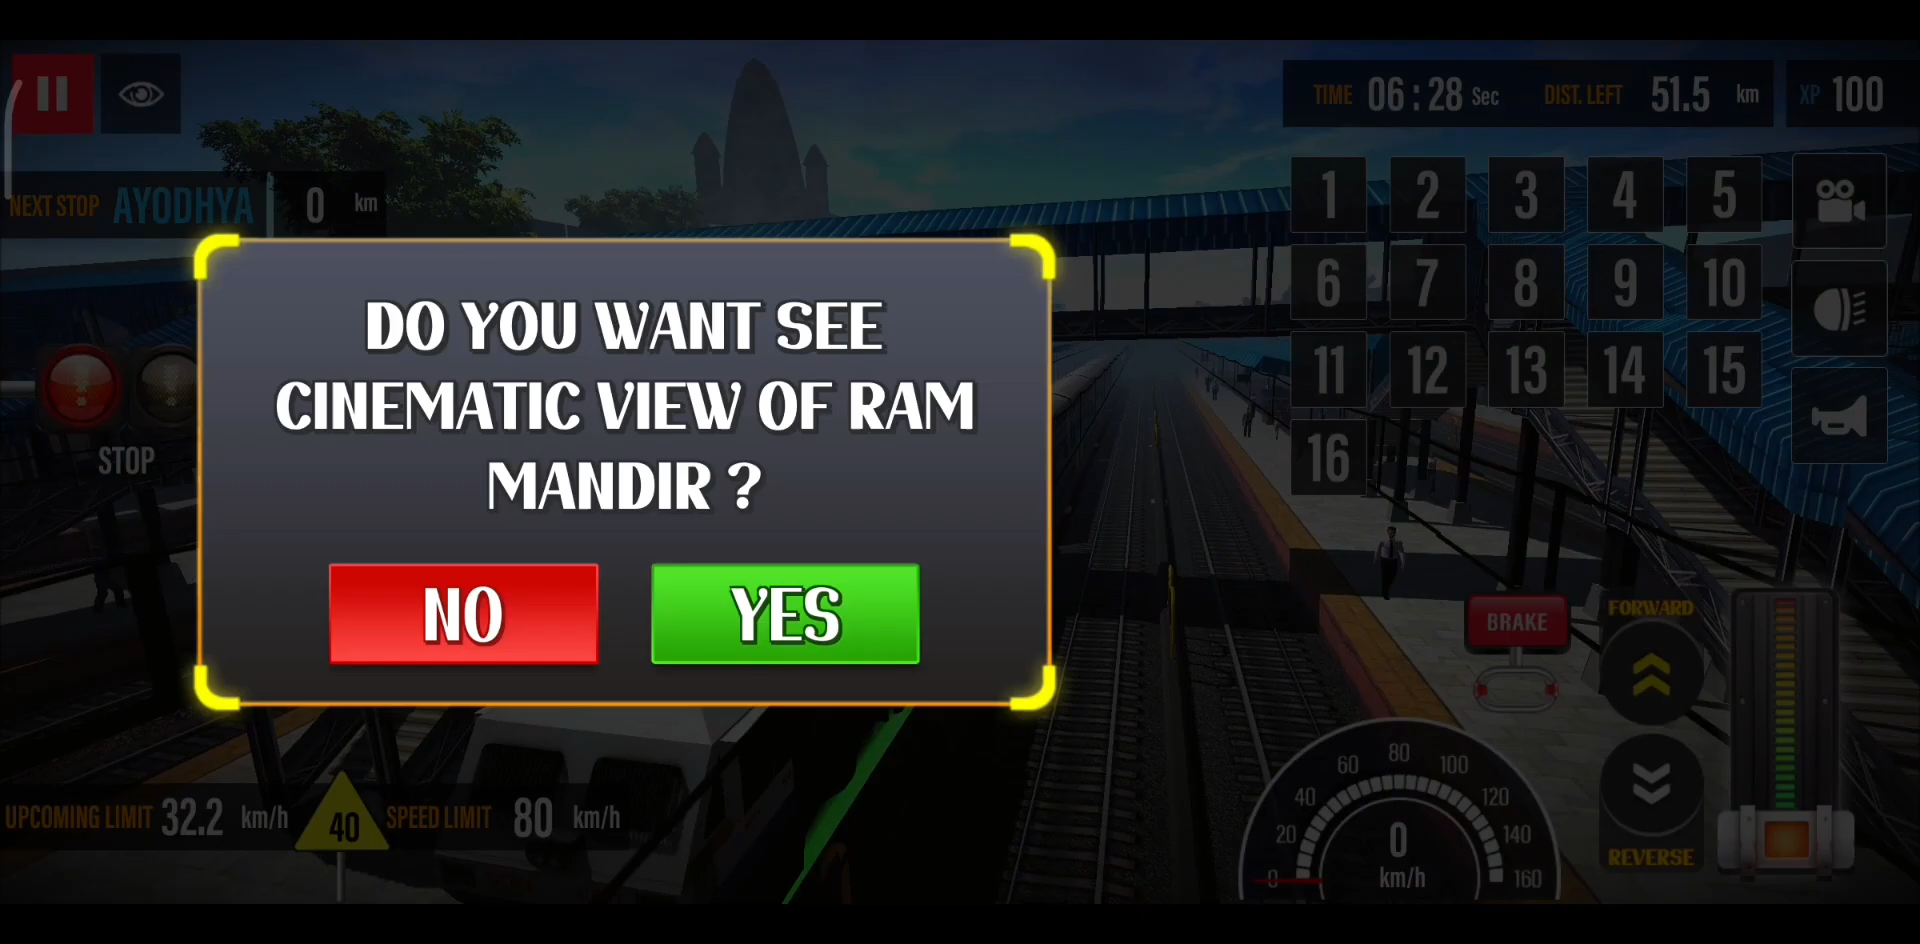 TIME 06 : 28 Sec DIST. LEFT 51.5 km XP 100
NEXT STOP AYODHYA 0 km
1 2 3 4 5
6 7 8 9 10
11 12 13 14 15
16
STOP
DO YOU WANT SEE
CINEMATIC VIEW OF RAM
MANDIR ?
NO YES
BRAKE
FORWARD
REVERSE
UPCOMING LIMIT 32.2 km/h 40 SPEED LIMIT 80 km/h
0 20 40 60 80 100 120 140 160
0
km/h